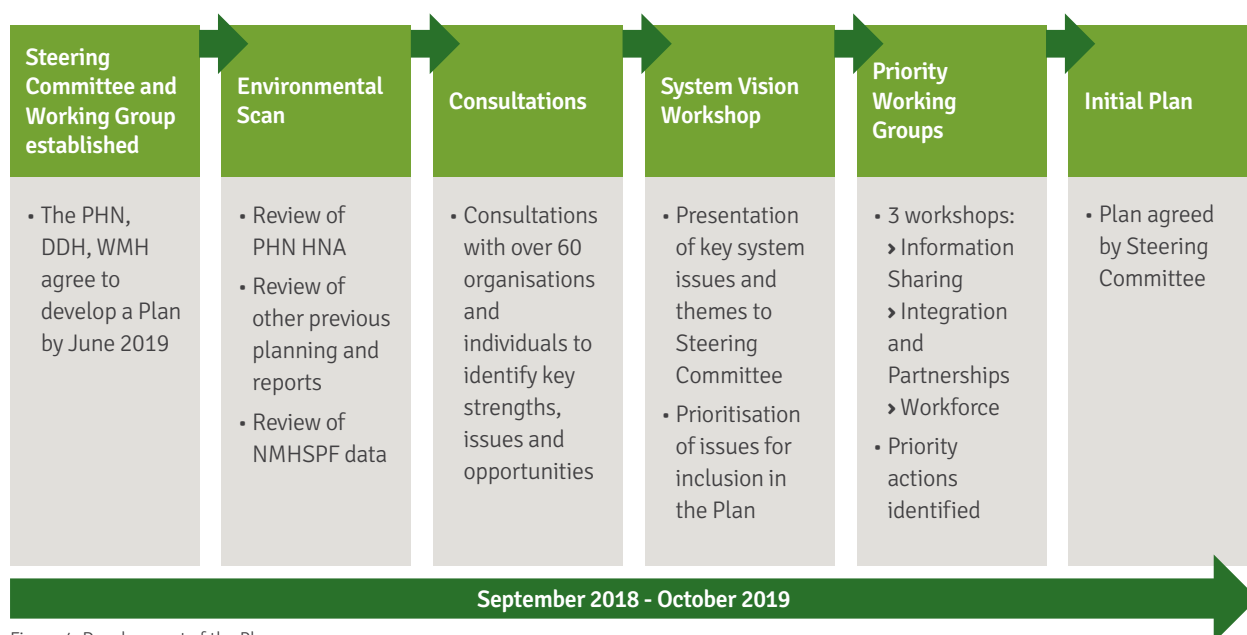 Steering
Committee and
Working Group
established
• The PHN,
DDH, WMH
agree to
develop a Plan
by June 2019
Environmental
Scan
• Review of
PHN HNA
• Review of
other previous
planning and
reports
• Review of
NMHSPF data
Consultations
• Consultations
with over 60
organisations
and
individuals to
identify key
strengths,
issues and
opportunities
System Vision
Workshop
• Presentation
of key system
issues and
themes to
Steering
Committee
• Prioritisation
of issues for
inclusion in
the Plan
Priority
Working
Groups
• 3 workshops:
› Information
Sharing
› Integration
and
Partnerships
› Workforce
• Priority
actions
identified
Initial Plan
• Plan agreed
by Steering
Committee
September 2018 - October 2019